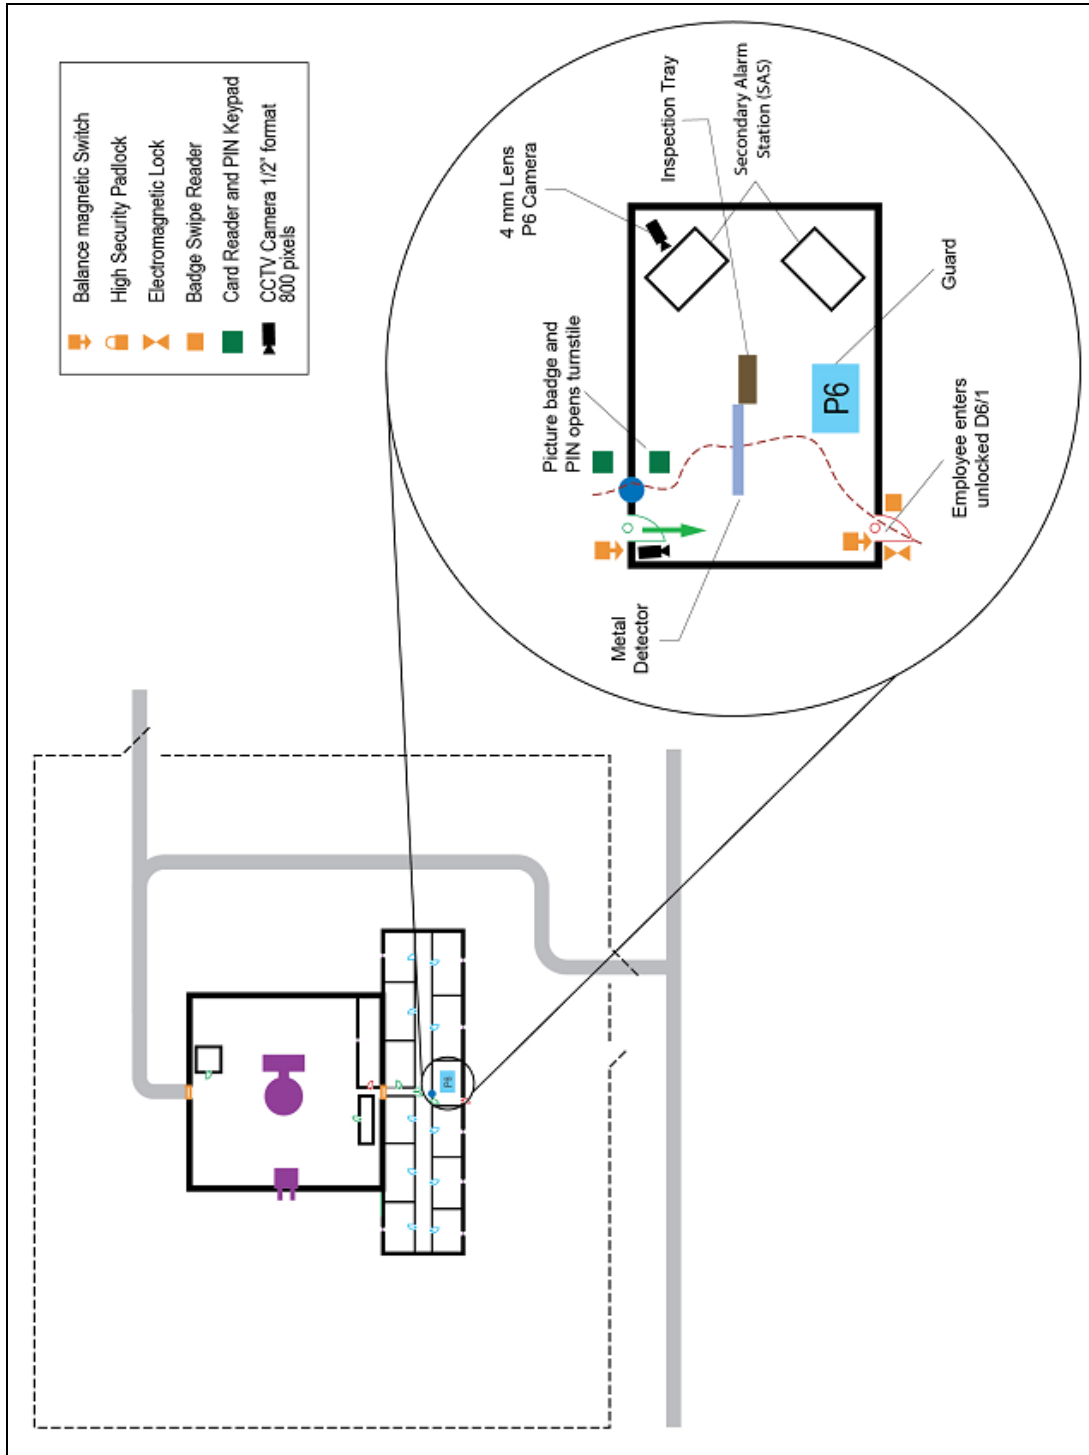 Balance magnetic Switch
High Security Padlock
Electromagnetic Lock
Badge Swipe Reader
Card Reader and PIN Keypad
CCTV Camera 1/2" format
800 pixels
4 mm Lens
P6 Camera
Inspection Tray
Secondary Alarm
Station (SAS)
Picture badge and
PIN opens turnstile
Metal
Detector
P6
Guard
Employee enters
unlocked D6/1
P6